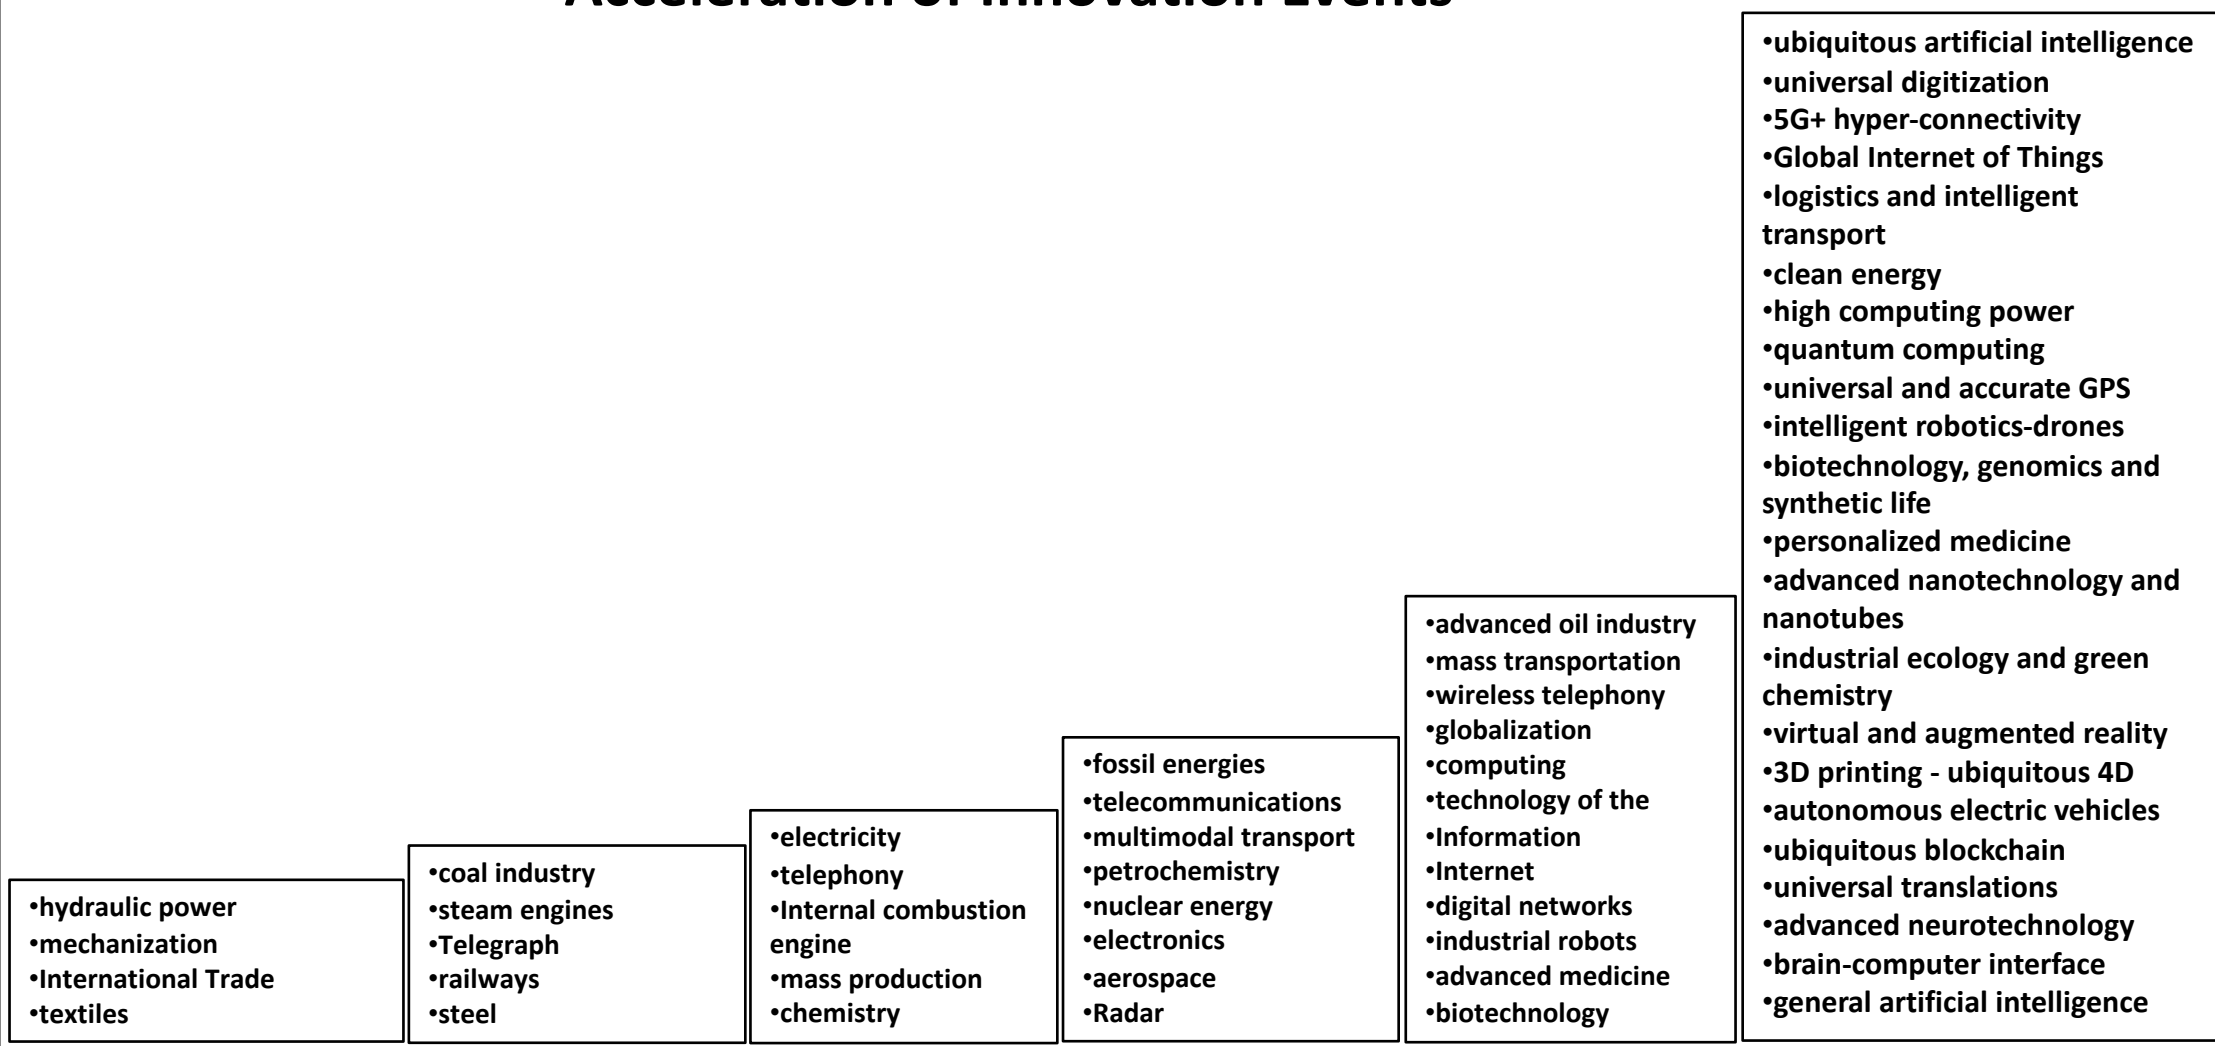 Acceleration of Innovation Events
•hydraulic power
•mechanization
•International Trade
•textiles
•coal industry
•steam engines
•Telegraph
•railways
•steel
•electricity
•telephony
•Internal combustion
engine
•mass production
•chemistry
•fossil energies
•telecommunications
•multimodal transport
•petrochemistry
•nuclear energy
•electronics
•aerospace
•Radar
•advanced oil industry
•mass transportation
•wireless telephony
•globalization
•computing
•technology of the
•Information
•Internet
•digital networks
•industrial robots
•advanced medicine
•biotechnology
•ubiquitous artificial intelligence
•universal digitization
•5G+ hyper-connectivity
•Global Internet of Things
•logistics and intelligent
transport
•clean energy
•high computing power
•quantum computing
•universal and accurate GPS
•intelligent robotics-drones
•biotechnology, genomics and
synthetic life
•personalized medicine
•advanced nanotechnology and
nanotubes
•industrial ecology and green
chemistry
•virtual and augmented reality
•3D printing - ubiquitous 4D
•autonomous electric vehicles
•ubiquitous blockchain
•universal translations
•advanced neurotechnology
•brain-computer interface
•general artificial intelligence